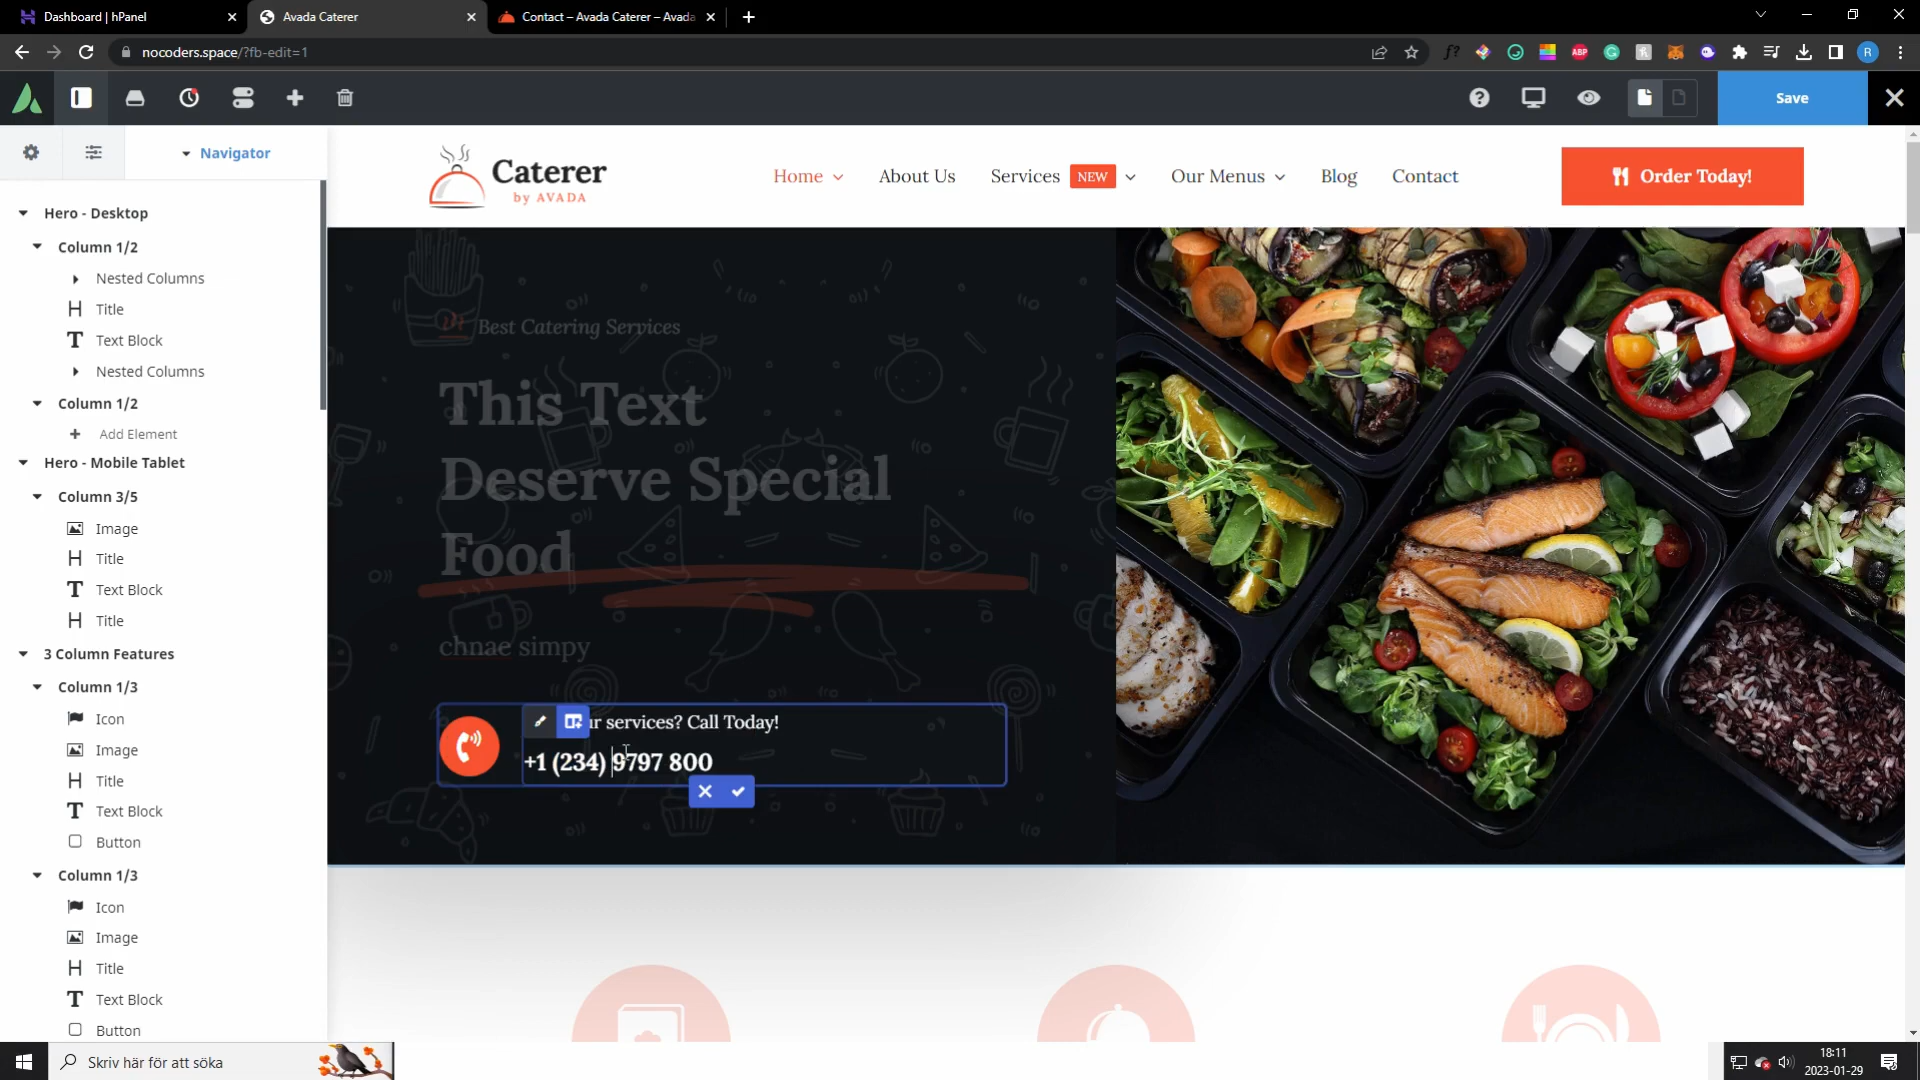 Dashboard | hPanel
Avada Caterer
Contact – Avada Caterer – Avada
nocoders.space/?fb-edit=1
f?
ABP
R
Save
Navigator
Hero - Desktop
Column 1/2
Nested Columns
Title
Text Block
Nested Columns
Column 1/2
Add Element
Hero - Mobile Tablet
Column 3/5
Image
Title
Text Block
Title
3 Column Features
Column 1/3
Icon
Image
Title
Text Block
Button
Column 1/3
Icon
Image
Title
Text Block
Button
Caterer
by AVADA
Home
About Us
Services
NEW
Our Menus
Blog
Contact
Order Today!
Best Catering Services
This Text
Deserve Special
Food
chnae simpy
services? Call Today!
+1 (234) 9797 800
Skriv här för att söka
18:11
2023-01-29